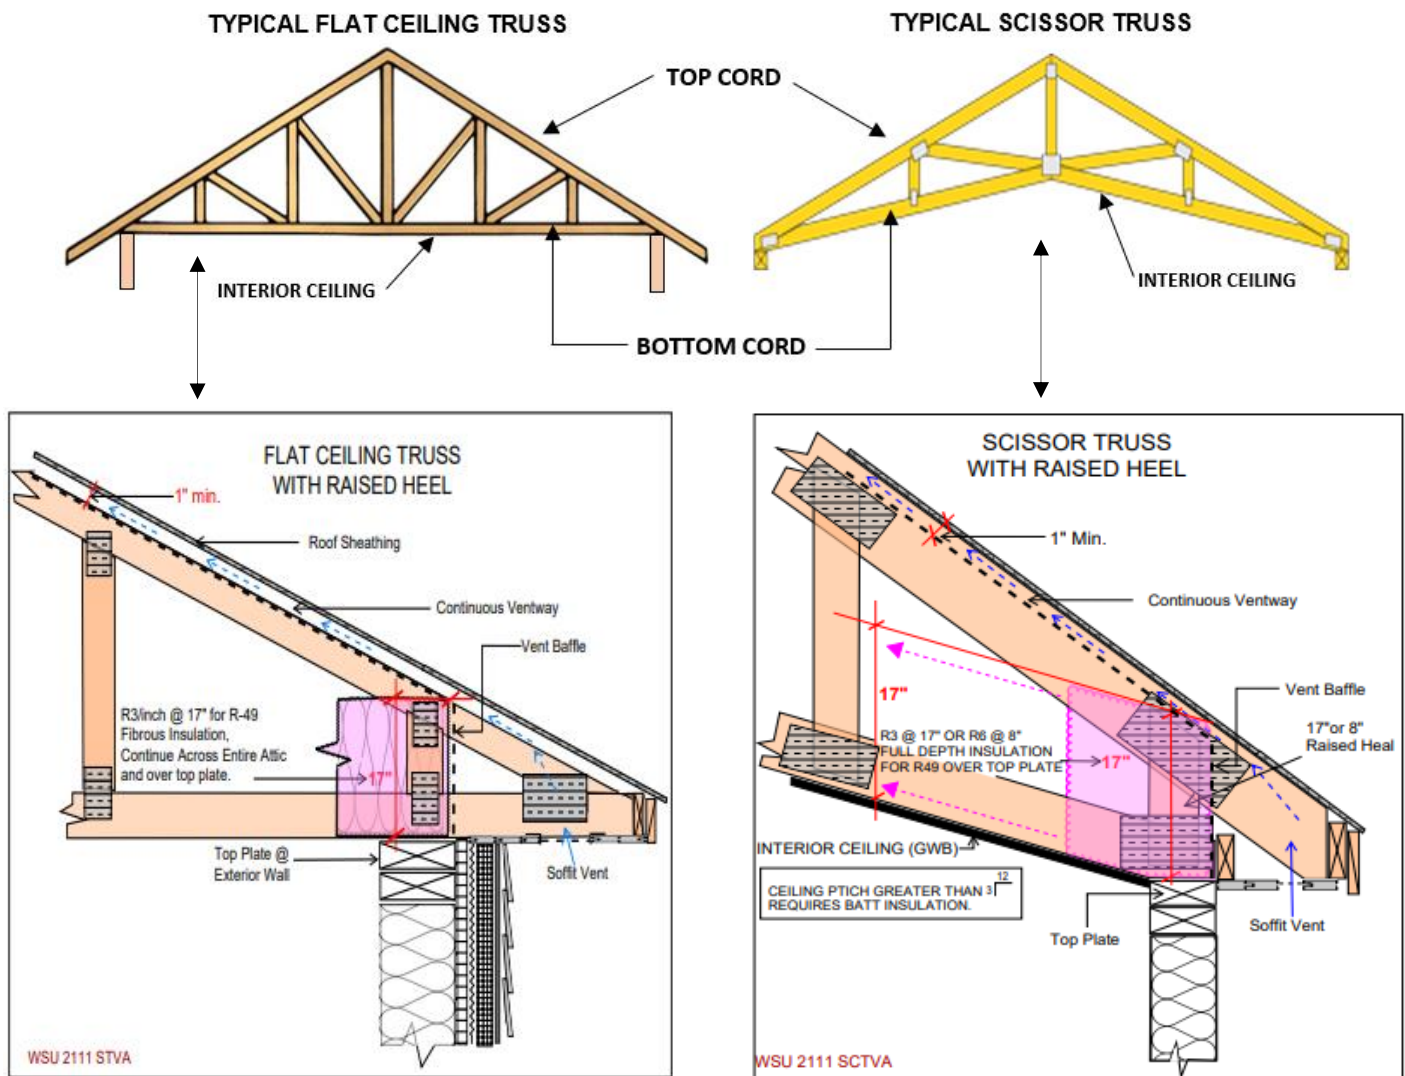 TYPICAL FLAT CEILING TRUSS
TYPICAL SCISSOR TRUSS
TOP CORD
INTERIOR CEILING
INTERIOR CEILING
BOTTOM CORD
FLAT CEILING TRUSS
WITH RAISED HEEL
1" min.
Roof Sheathing
Continuous Ventway
Vent Baffle
R3/inch @ 17" for R-49
Fibrous Insulation,
Continue Across Entire Attic
and over top plate.
17"
Top Plate @
Exterior Wall
Soffit Vent
WSU 2111 STVA
SCISSOR TRUSS
WITH RAISED HEEL
1" Min.
Continuous Ventway
Vent Baffle
17"or 8"
Raised Heal
17"
R3 @ 17" OR R6 @ 8"
FULL DEPTH INSULATION
FOR R49 OVER TOP PLATE
17"
INTERIOR CEILING (GWB)
CEILING PTICH GREATER THAN 3 12
REQUIRES BATT INSULATION.
Top Plate
Soffit Vent
WSU 2111 SCTVA